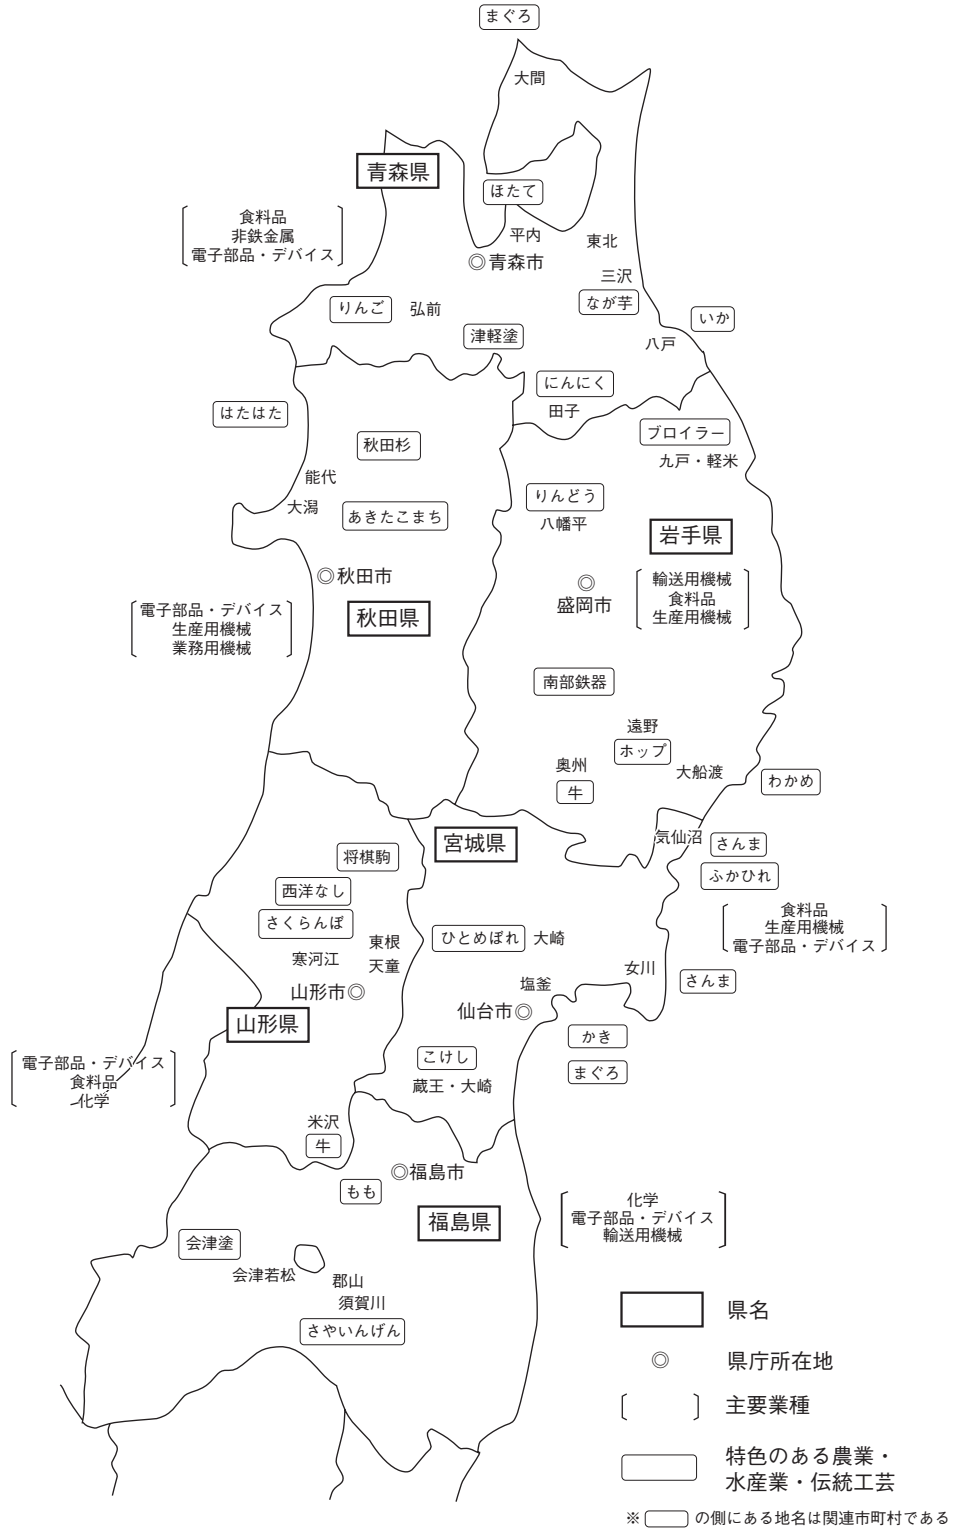 まぐろ
大間
青森県
ほたて
食料品
非鉄金属
電子部品・デバイス
平内
東北
青森市
三沢
りんご
弘前
なが芋
いか
津軽塗
八戸
にんにく
田子
はたはた
ブロイラー
九戸・軽米
秋田杉
能代
大潟
あきたこまち
りんどう
八幡平
岩手県
秋田市
盛岡市
輸送用機械
食料品
生産用機械
電子部品・デバイス
生産用機械
業務用機械
秋田県
南部鉄器
遠野
ホップ
奥州
牛
大船渡
わかめ
気仙沼
さんま
ふかひれ
宮城県
将棋駒
西洋なし
さくらんぼ
東根
天童
寒河江
山形市
ひとめぼれ
大崎
食料品
生産用機械
電子部品・デバイス
女川
さんま
塩釜
仙台市
かき
まぐろ
山形県
電子部品・デバイス
食料品
化学
こけし
蔵王・大崎
米沢
牛
福島市
もも
福島県
化学
電子部品・デバイス
輸送用機械
会津塗
会津若松
郡山
須賀川
さやいんげん
県名
◎ 県庁所在地
主要業種
特色のある農業・
水産業・伝統工芸
※ の側にある地名は関連市町村である